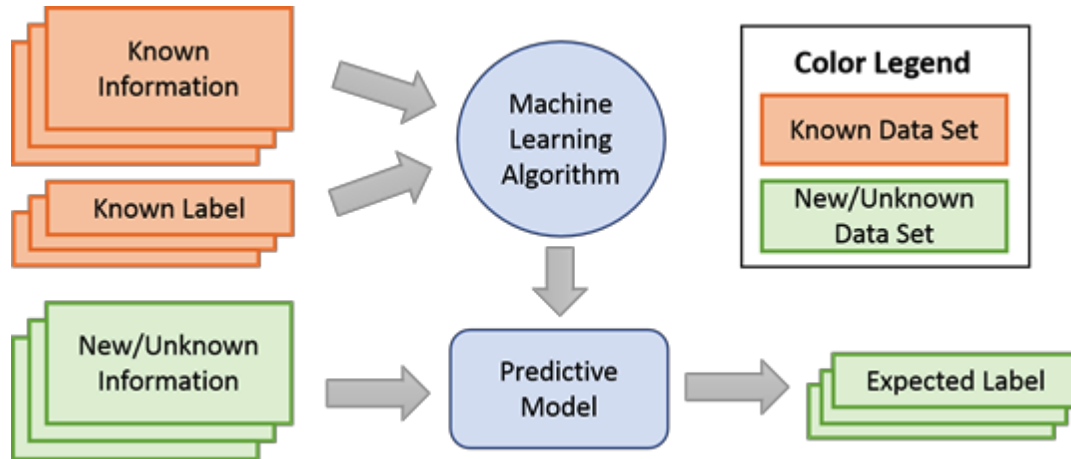 Known
Information
Known Label
New/Unknown
Information
Machine
Learning
Algorithm
Predictive
Model
Expected Label
Color Legend
Known Data Set
New/Unknown
Data Set